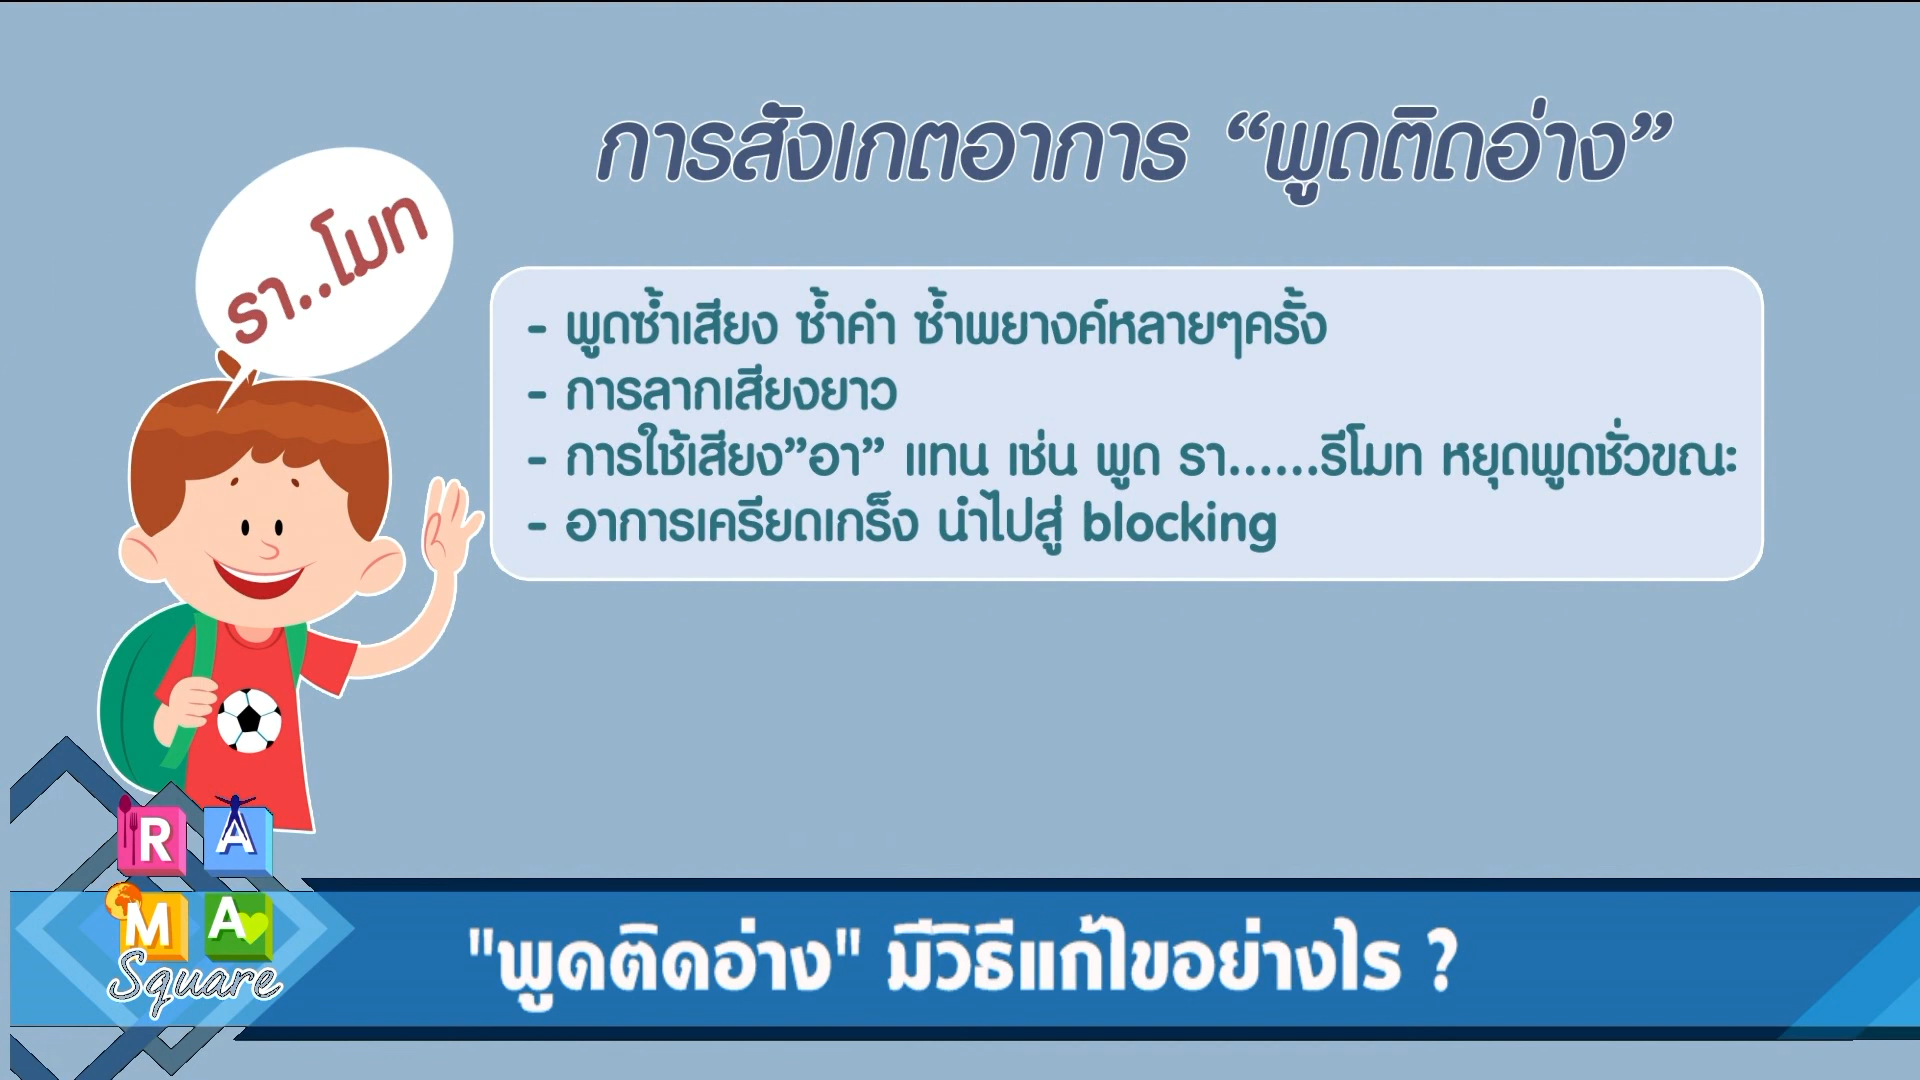 การสังเกตอาการ “พูดติดอ่าง”
รา..โมท
- พูดซ้ำเสียง ซ้ำคำ ซ้ำพยางค์หลายๆครั้ง
- การลากเสียงยาว
- การใช้เสียง”อา” แทน เช่น พูด รา......รีโมท หยุดพูดชั่วขณะ
- อาการเครียดเกร็ง นำไปสู่ blocking
RA
MA
Square
"พูดติดอ่าง" มีวิธีแก้ไขอย่างไร ?